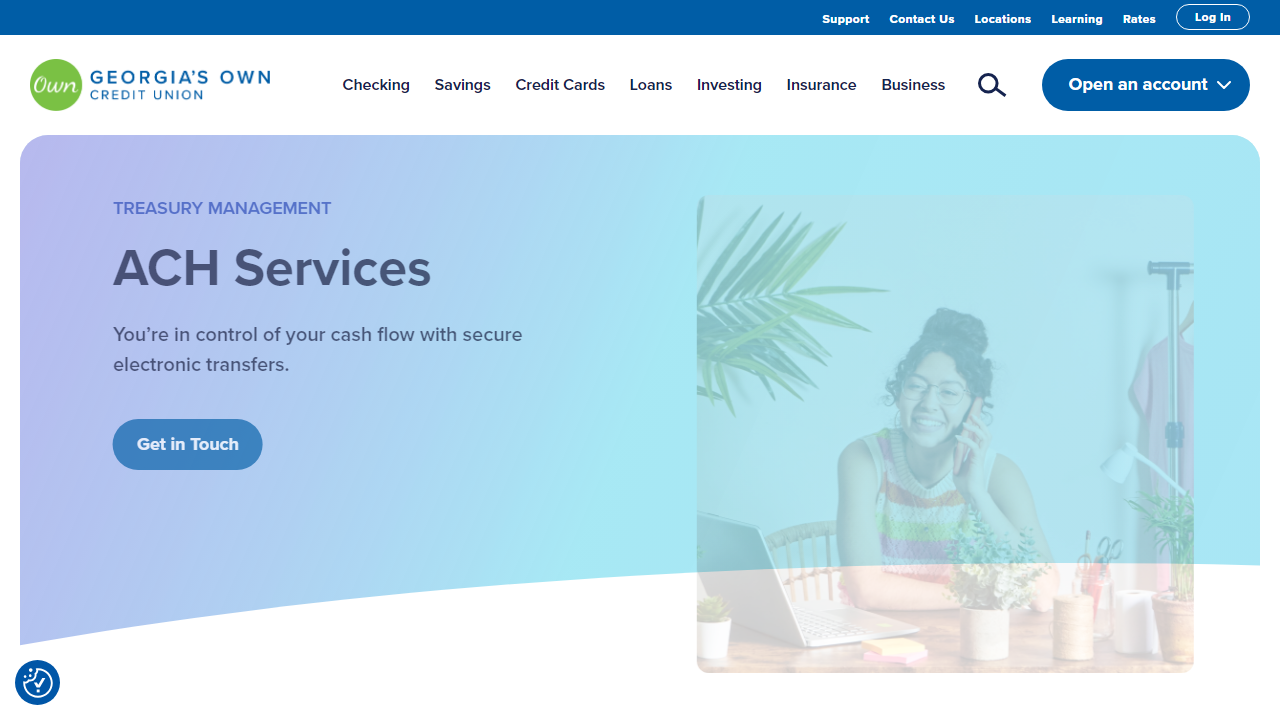 Support Contact Us Locations Learning Rates Log In
Own GEORGIA'S OWN
CREDIT UNION
Checking Savings Credit Cards Loans Investing Insurance Business Open an account
TREASURY MANAGEMENT
ACH Services
You’re in control of your cash flow with secure
electronic transfers.
Get in Touch